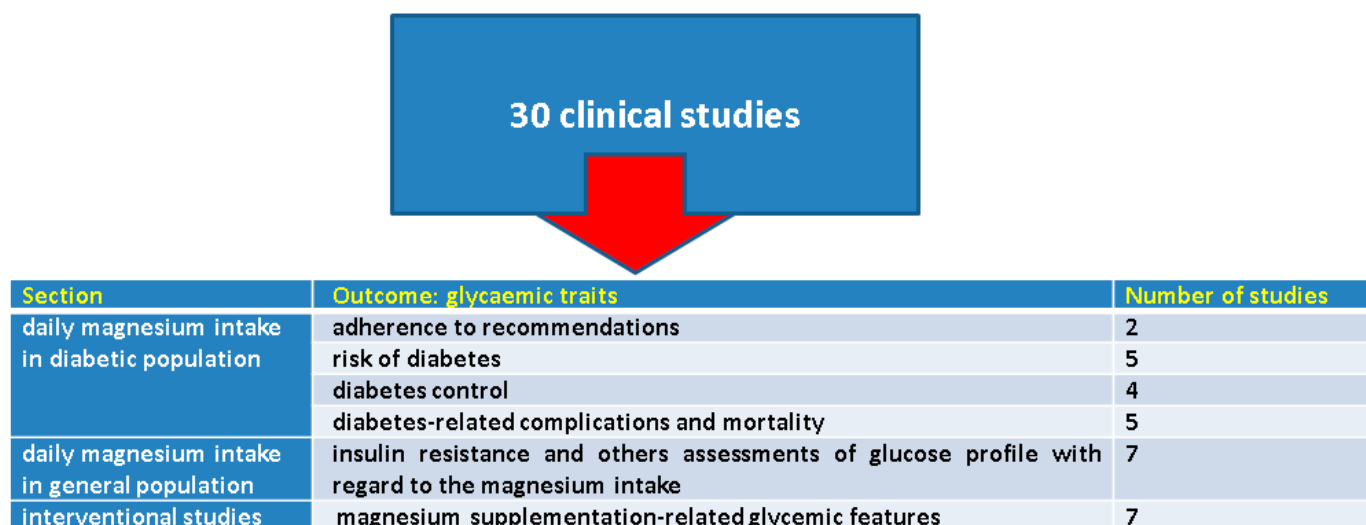 30 clinical studies
Section Outcome: glycaemic traits Number of studies
daily magnesium intake adherence to recommendations 2
in diabetic population risk of diabetes 5
diabetes control 4
diabetes-related complications and mortality 5
daily magnesium intake insulin resistance and others assessments of glucose profile with 7
in general population regard to the magnesium intake
interventional studies magnesium supplementation-related glycemic features 7